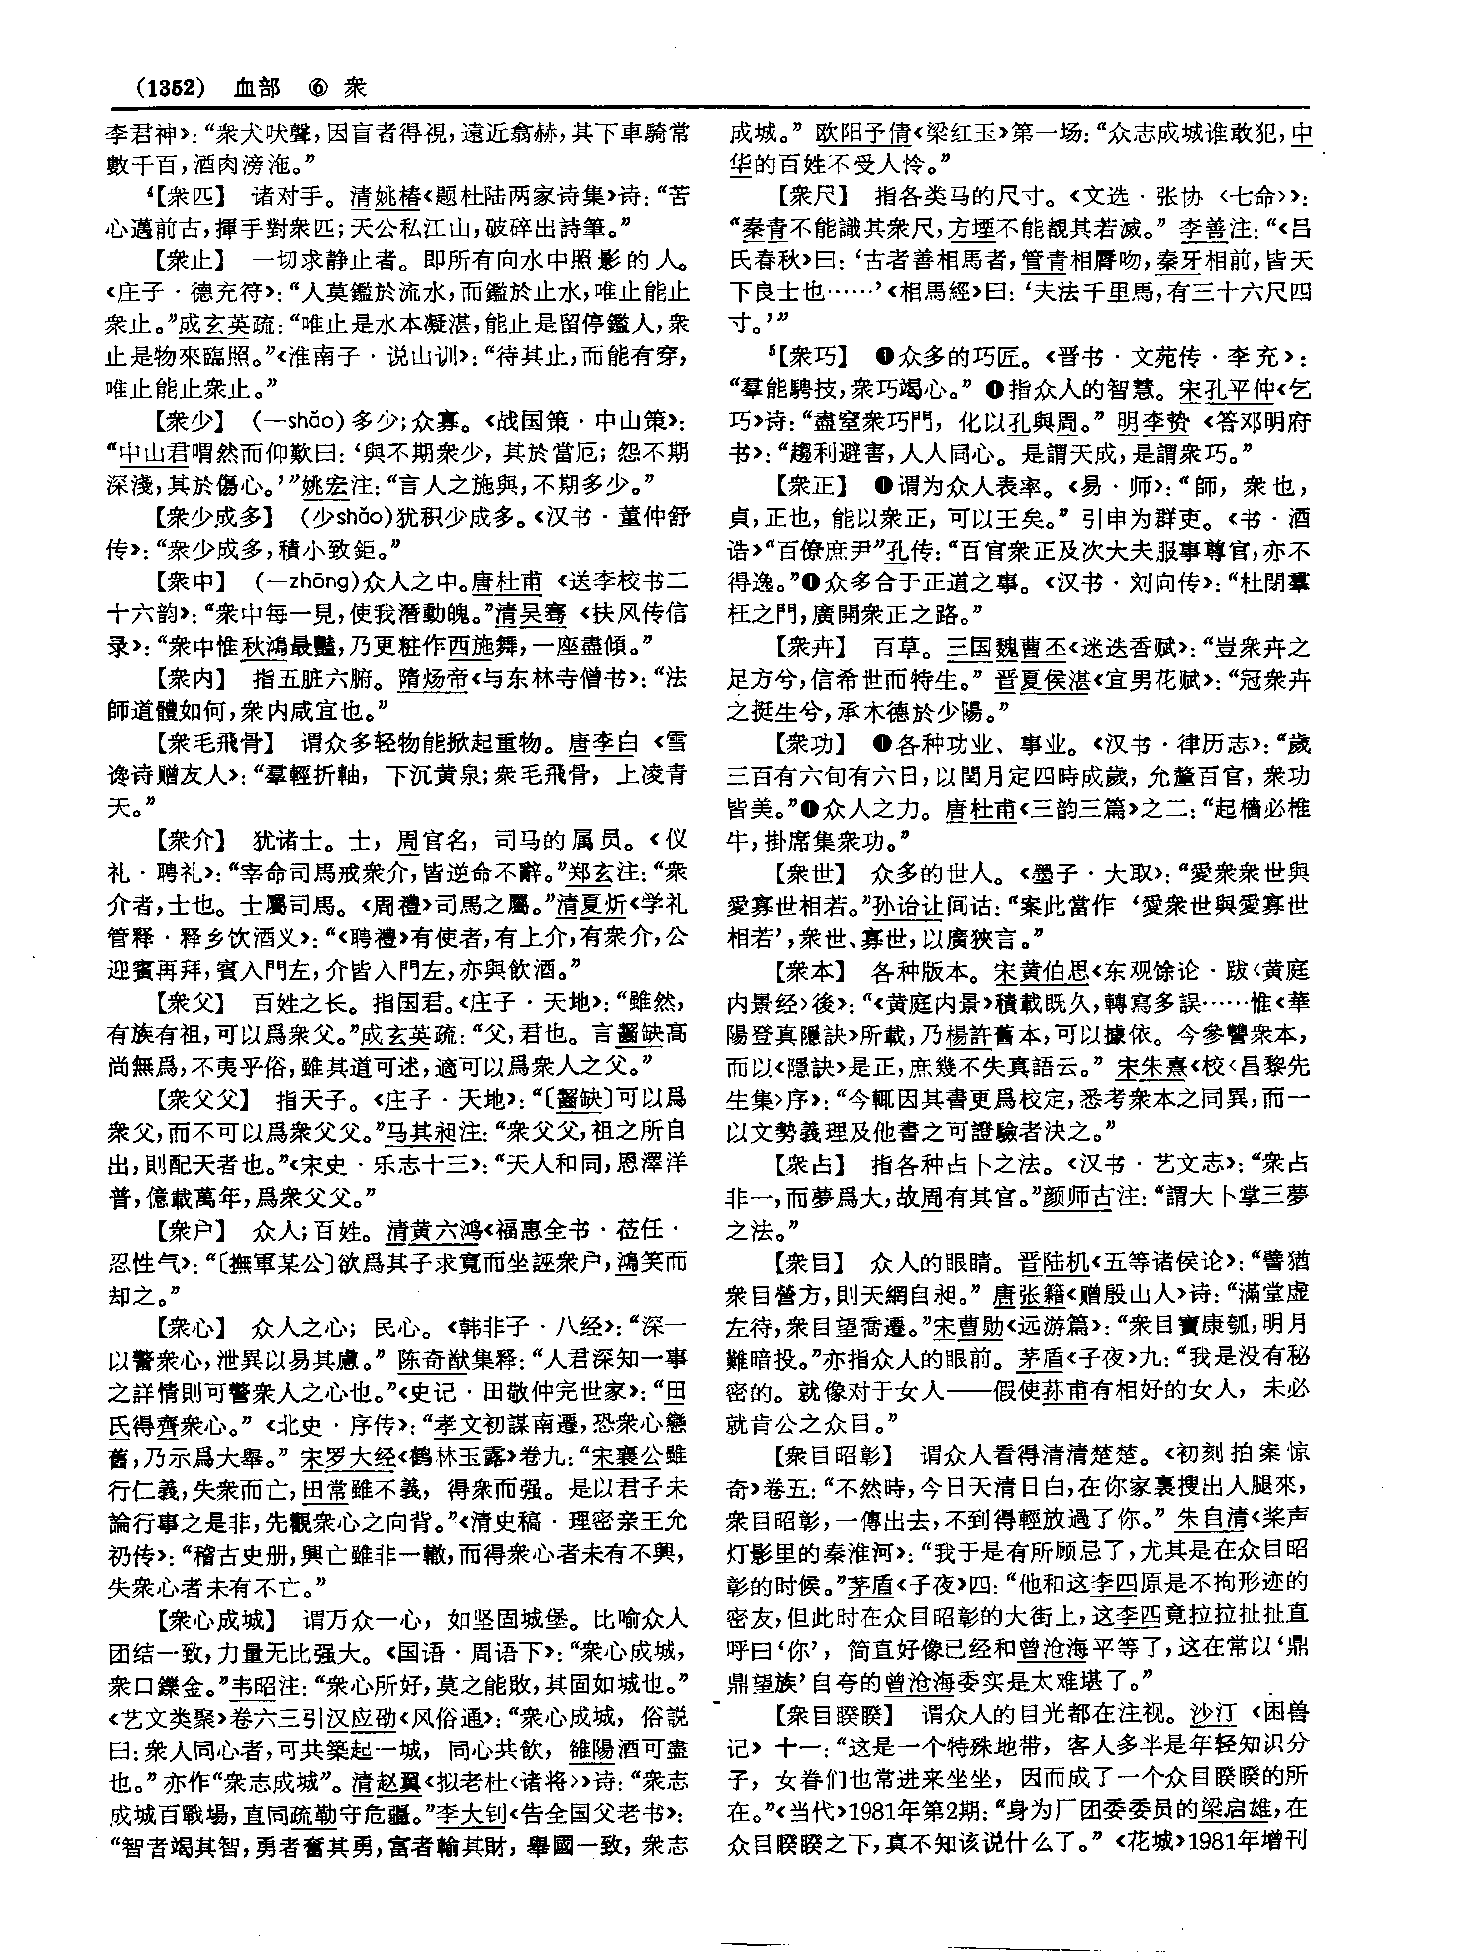 (1352) 血部 ⑥ 衆
李君神》：“衆犬吠聲，因盲者得視，遠近翕赫，其下車騎常
數千百，酒肉滂沲。”
⁴【衆匹】 诸对手。清姚椿《题杜陆两家诗集》诗：“苦
心邁前古，揮手對衆匹；天公私江山，破碎出詩筆。”
【衆止】 一切求静止者。即所有向水中照影的人。
《庄子·德充符》：“人莫鑑於流水，而鑑於止水，唯止能止
衆止。”成玄英疏：“唯止是水本凝湛，能止是留停鑑人，衆
止是物來臨照。”《淮南子·说山训》：“待其止，而能有穿，
唯止能止衆止。”
【衆少】 (一shǎo)多少；众寡。《战国策·中山策》：
“中山君喟然而仰歎曰：‘與不期衆少，其於當厄；怨不期
深淺，其於傷心。’”姚宏注：“言人之施與，不期多少。”
【衆少成多】 (少shǎo)犹积少成多。《汉书·董仲舒
传》：“衆少成多，積小致鉅。”
【衆中】 (一zhōng)众人之中。唐杜甫《送李校书二
十六韵》：“衆中每一見，使我潛動魄。”清吴骞《扶风传信
录》：“衆中惟秋鴻最豔，乃更粧作西施舞，一座盡傾。”
【衆内】 指五脏六腑。隋炀帝《与东林寺僧书》：“法
師道體如何，衆内咸宜也。”
【衆毛飛骨】 谓众多轻物能掀起重物。唐李白《雪
谗诗赠友人》：“羣輕折軸，下沉黄泉；衆毛飛骨，上凌青
天。”
【衆介】 犹诸士。士，周官名，司马的属员。《仪
礼·聘礼》：“宰命司馬戒衆介，皆逆命不辭。”郑玄注：“衆
介者，士也。士屬司馬。《周禮》司馬之屬。”清夏炘《学礼
管释·释乡饮酒义》：“《聘禮》有使者，有上介，有衆介，公
迎賓再拜，賓入門左，介皆入門左，亦與飲酒。”
【衆父】 百姓之长。指国君。《庄子·天地》：“雖然，
有族有祖，可以爲衆父。”成玄英疏：“父，君也。言齧缺高
尚無爲，不夷乎俗，雖其道可述，適可以爲衆人之父。”
【衆父父】 指天子。《庄子·天地》：“〔齧缺〕可以爲
衆父，而不可以爲衆父父。”马其昶注：“衆父父，祖之所自
出，則配天者也。”《宋史·乐志十三》：“天人和同，恩澤洋
普，億載萬年，爲衆父父。”
【衆户】 众人；百姓。清黄六鸿《福惠全书·莅任·
忍性气》：“〔撫軍某公〕欲爲其子求寬而坐誣衆户，鴻笑而
却之。”
【衆心】 众人之心；民心。《韩非子·八经》：“深一
以警衆心，泄異以易其慮。”陈奇猷集释：“人君深知一事
之詳情則可警衆人之心也。”《史记·田敬仲完世家》：“田
氏得齊衆心。”《北史·序传》：“孝文初謀南遷，恐衆心戀
舊，乃示爲大舉。”宋罗大经《鹤林玉露》卷九：“宋襄公雖
行仁義，失衆而亡，田常雖不義，得衆而强。是以君子未
論行事之是非，先觀衆心之向背。”《清史稿·理密亲王允
礽传》：“稽古史册，興亡雖非一轍，而得衆心者未有不興，
失衆心者未有不亡。”
【衆心成城】 谓万众一心，如坚固城堡。比喻众人
团结一致，力量无比强大。《国语·周语下》：“衆心成城，
衆口鑠金。”韦昭注：“衆心所好，莫之能敗，其固如城也。”
《艺文类聚》卷六三引汉应劭《风俗通》：“衆心成城，俗説
曰：衆人同心者，可共築起一城，同心共飲，雒陽酒可盡
也。”亦作“衆志成城”。清赵翼《拟老杜〈诸将〉》诗：“衆志
成城百戰場，直同疏勒守危疆。”李大钊《告全国父老书》：
“智者竭其智，勇者奮其勇，富者輸其財，舉國一致，衆志
成城。”欧阳予倩《梁红玉》第一场：“众志成城谁敢犯，中
华的百姓不受人怜。”
【衆尺】 指各类马的尺寸。《文选·张协〈七命〉》：
“秦青不能識其衆尺，方堙不能覩其若滅。”李善注：“《吕
氏春秋》曰：‘古者善相馬者，管青相脣吻，秦牙相前，皆天
下良士也……’《相馬經》曰：‘夫法千里馬，有三十六尺四
寸。’”
⁵【衆巧】 ❶众多的巧匠。《晋书·文苑传·李充》：
“羣能騁技，衆巧竭心。”❶指众人的智慧。宋孔平仲《乞
巧》诗：“盡窒衆巧門，化以孔與周。”明李贽《答邓明府
书》：“趨利避害，人人同心。是謂天成，是謂衆巧。”
【衆正】 ❶谓为众人表率。《易·师》：“師，衆也，
貞，正也，能以衆正，可以王矣。”引申为群吏。《书·酒
诰》“百僚庶尹”孔传：“百官衆正及次大夫服事尊官，亦不
得逸。”❶众多合于正道之事。《汉书·刘向传》：“杜閉羣
枉之門，廣開衆正之路。”
【衆卉】 百草。三国魏曹丕《迷迭香赋》：“豈衆卉之
足方兮，信希世而特生。”晋夏侯湛《宜男花赋》：“冠衆卉
之挺生兮，承木德於少陽。”
【衆功】 ❶各种功业、事业。《汉书·律历志》：“歲
三百有六旬有六日，以閏月定四時成歲，允釐百官，衆功
皆美。”❶众人之力。唐杜甫《三韵三篇》之二：“起檣必椎
牛，掛席集衆功。”
【衆世】 众多的世人。《墨子·大取》：“愛衆衆世與
愛寡世相若。”孙诒让间诂：“案此當作‘愛衆世與愛寡世
相若’，衆世、寡世，以廣狹言。”
【衆本】 各种版本。宋黄伯思《东观馀论·跋〈黄庭
内景经〉後》：“《黄庭内景》積載既久，轉寫多誤……惟《華
陽登真隱訣》所載，乃楊許舊本，可以據依。今參讐衆本，
而以《隱訣》是正，庶幾不失真語云。”宋朱熹《校〈昌黎先
生集〉序》：“今輒因其書更爲校定，悉考衆本之同異，而一
以文勢義理及他書之可證驗者決之。”
【衆占】 指各种占卜之法。《汉书·艺文志》：“衆占
非一，而夢爲大，故周有其官。”颜师古注：“謂大卜掌三夢
之法。”
【衆目】 众人的眼睛。晋陆机《五等诸侯论》：“譬猶
衆目營方，則天網自昶。”唐张籍《赠殷山人》诗：“滿堂虚
左待，衆目望喬遷。”宋曹勋《远游篇》：“衆目寶康瓠，明月
難暗投。”亦指众人的眼前。茅盾《子夜》九：“我是没有秘
密的。就像对于女人——假使荪甫有相好的女人，未必
就肯公之众目。”
【衆目昭彰】 谓众人看得清清楚楚。《初刻拍案惊
奇》卷五：“不然時，今日天清日白，在你家裏搜出人腿來，
衆目昭彰，一傳出去，不到得輕放過了你。”朱自清《桨声
灯影里的秦淮河》：“我于是有所顾忌了，尤其是在众目昭
彰的时候。”茅盾《子夜》四：“他和这李四原是不拘形迹的
密友，但此时在众目昭彰的大街上，这李匹竟拉拉扯扯直
呼曰‘你’，简直好像已经和曾沧海平等了，这在常以‘鼎
鼎望族’自夸的曾沧海委实是太难堪了。”
【衆目睽睽】 谓众人的目光都在注视。沙汀《困兽
记》十一：“这是一个特殊地带，客人多半是年轻知识分
子，女眷们也常进来坐坐，因而成了一个众目睽睽的所
在。”《当代》1981年第2期：“身为厂团委委员的梁启雄，在
众目睽睽之下，真不知该说什么了。”《花城》1981年增刊